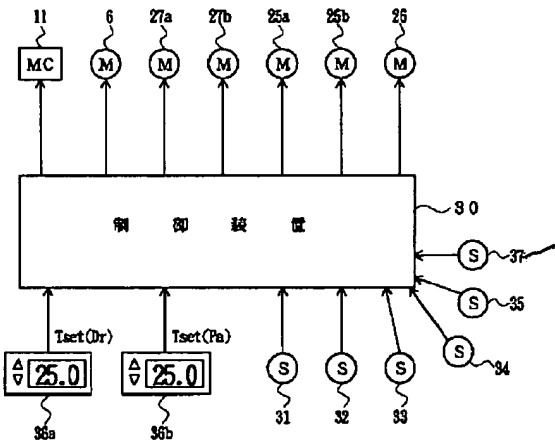 11 6 27a 27b 25a 25b 26
MC M M M M M M
制 御 装 置
30
S 37
S 35
S 34
Tset(Dr) Tset(Pa)
△ ▽ 25.0 △ ▽ 25.0 S S S
36a 36b 31 32 33